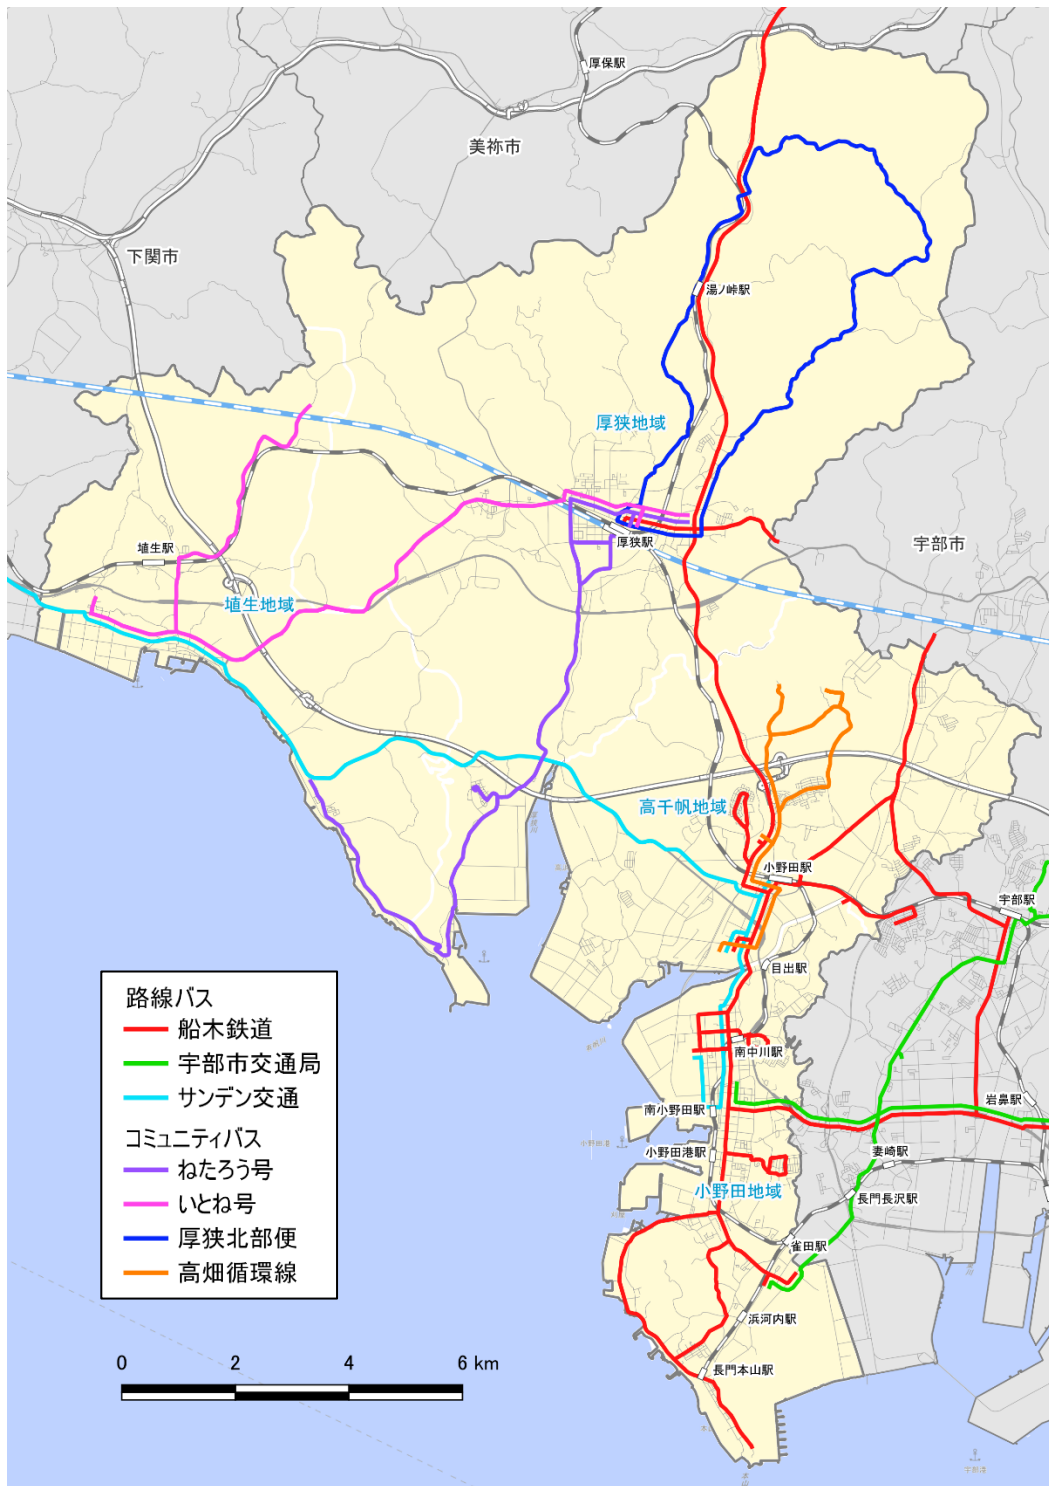 厚保駅
美祢市
下関市
湯ノ峠駅
厚狭地域
厚狭駅
宇部市
埴生駅
埴生地域
高千帆地域
小野田駅
宇部駅
目出駅
南中川駅
岩鼻駅
南小野田駅
小野田港
小野田港駅
妻崎駅
小野田地域
長門長沢駅
雀田駅
浜河内駅
長門本山駅
宇部港
路線バス
船木鉄道
宇部市交通局
サンデン交通
コミュニティバス
ねたろう号
いとね号
厚狭北部便
高畑循環線
0 2 4 6 km